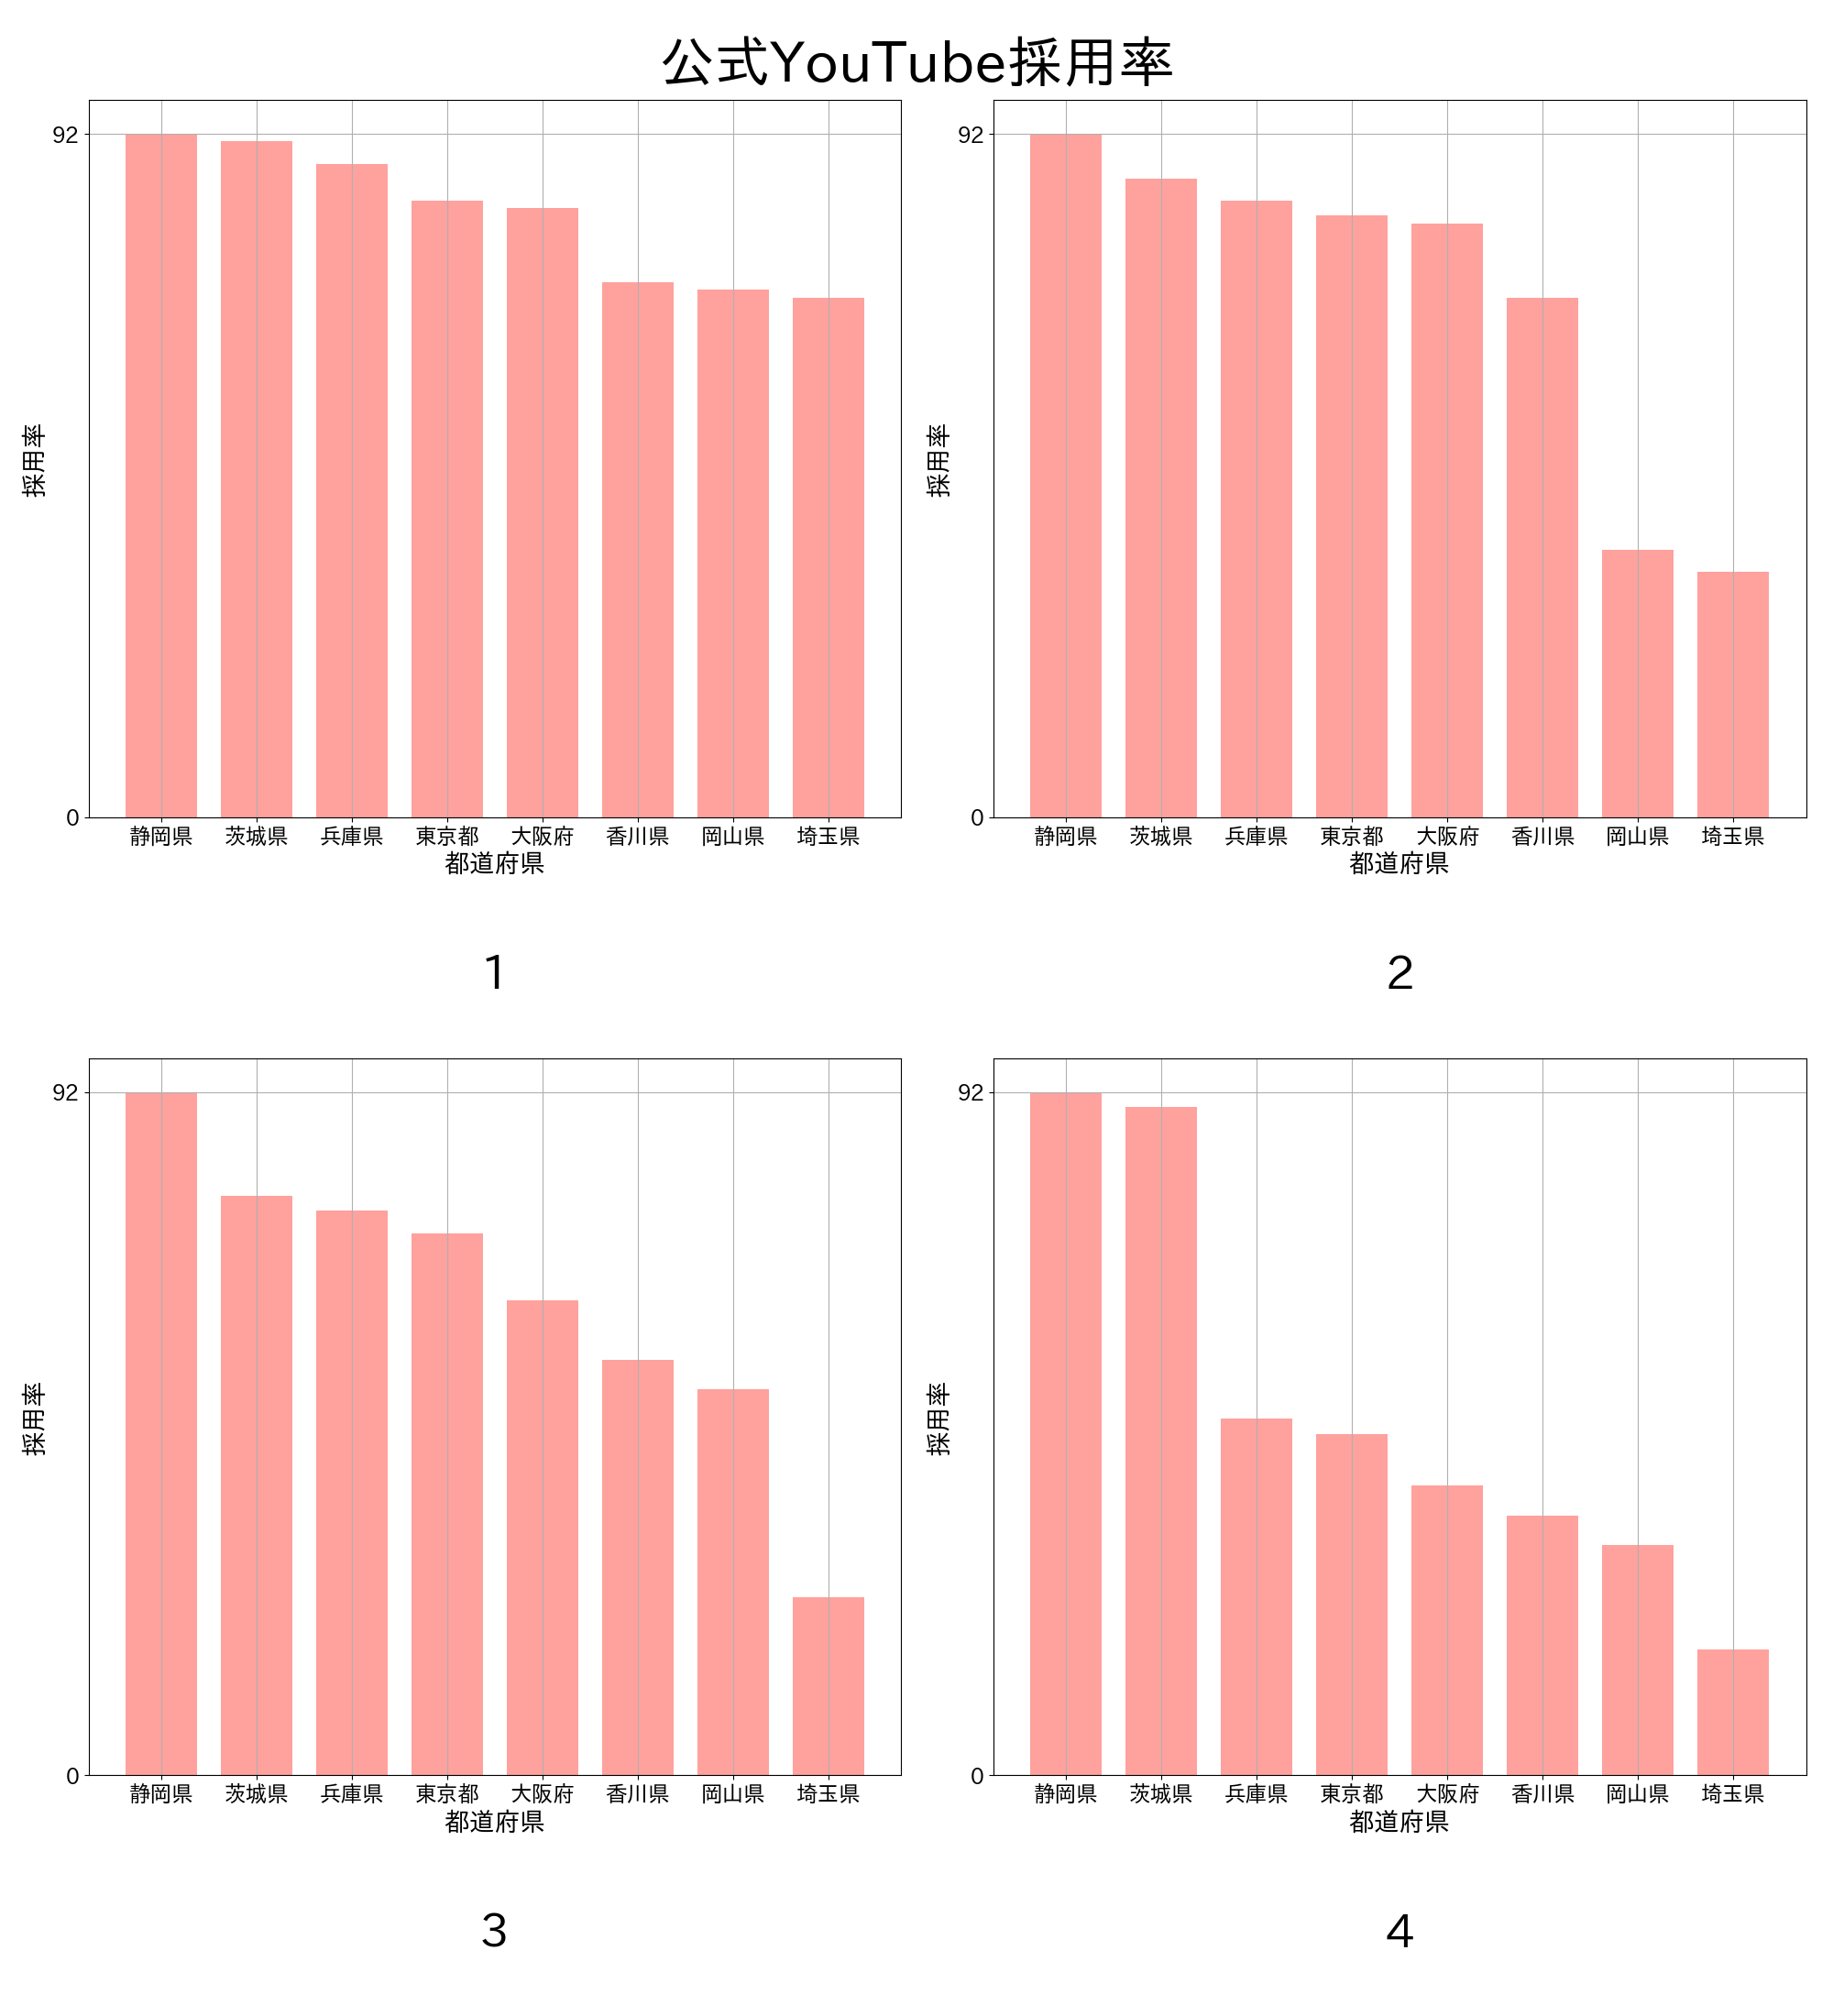 公式YouTube採用率
92
0
採用率
静岡県 茨城県 兵庫県 東京都 大阪府 香川県 岡山県 埼玉県
都道府県
1
92
0
採用率
静岡県 茨城県 兵庫県 東京都 大阪府 香川県 岡山県 埼玉県
都道府県
2
92
0
採用率
静岡県 茨城県 兵庫県 東京都 大阪府 香川県 岡山県 埼玉県
都道府県
3
92
0
採用率
静岡県 茨城県 兵庫県 東京都 大阪府 香川県 岡山県 埼玉県
都道府県
4